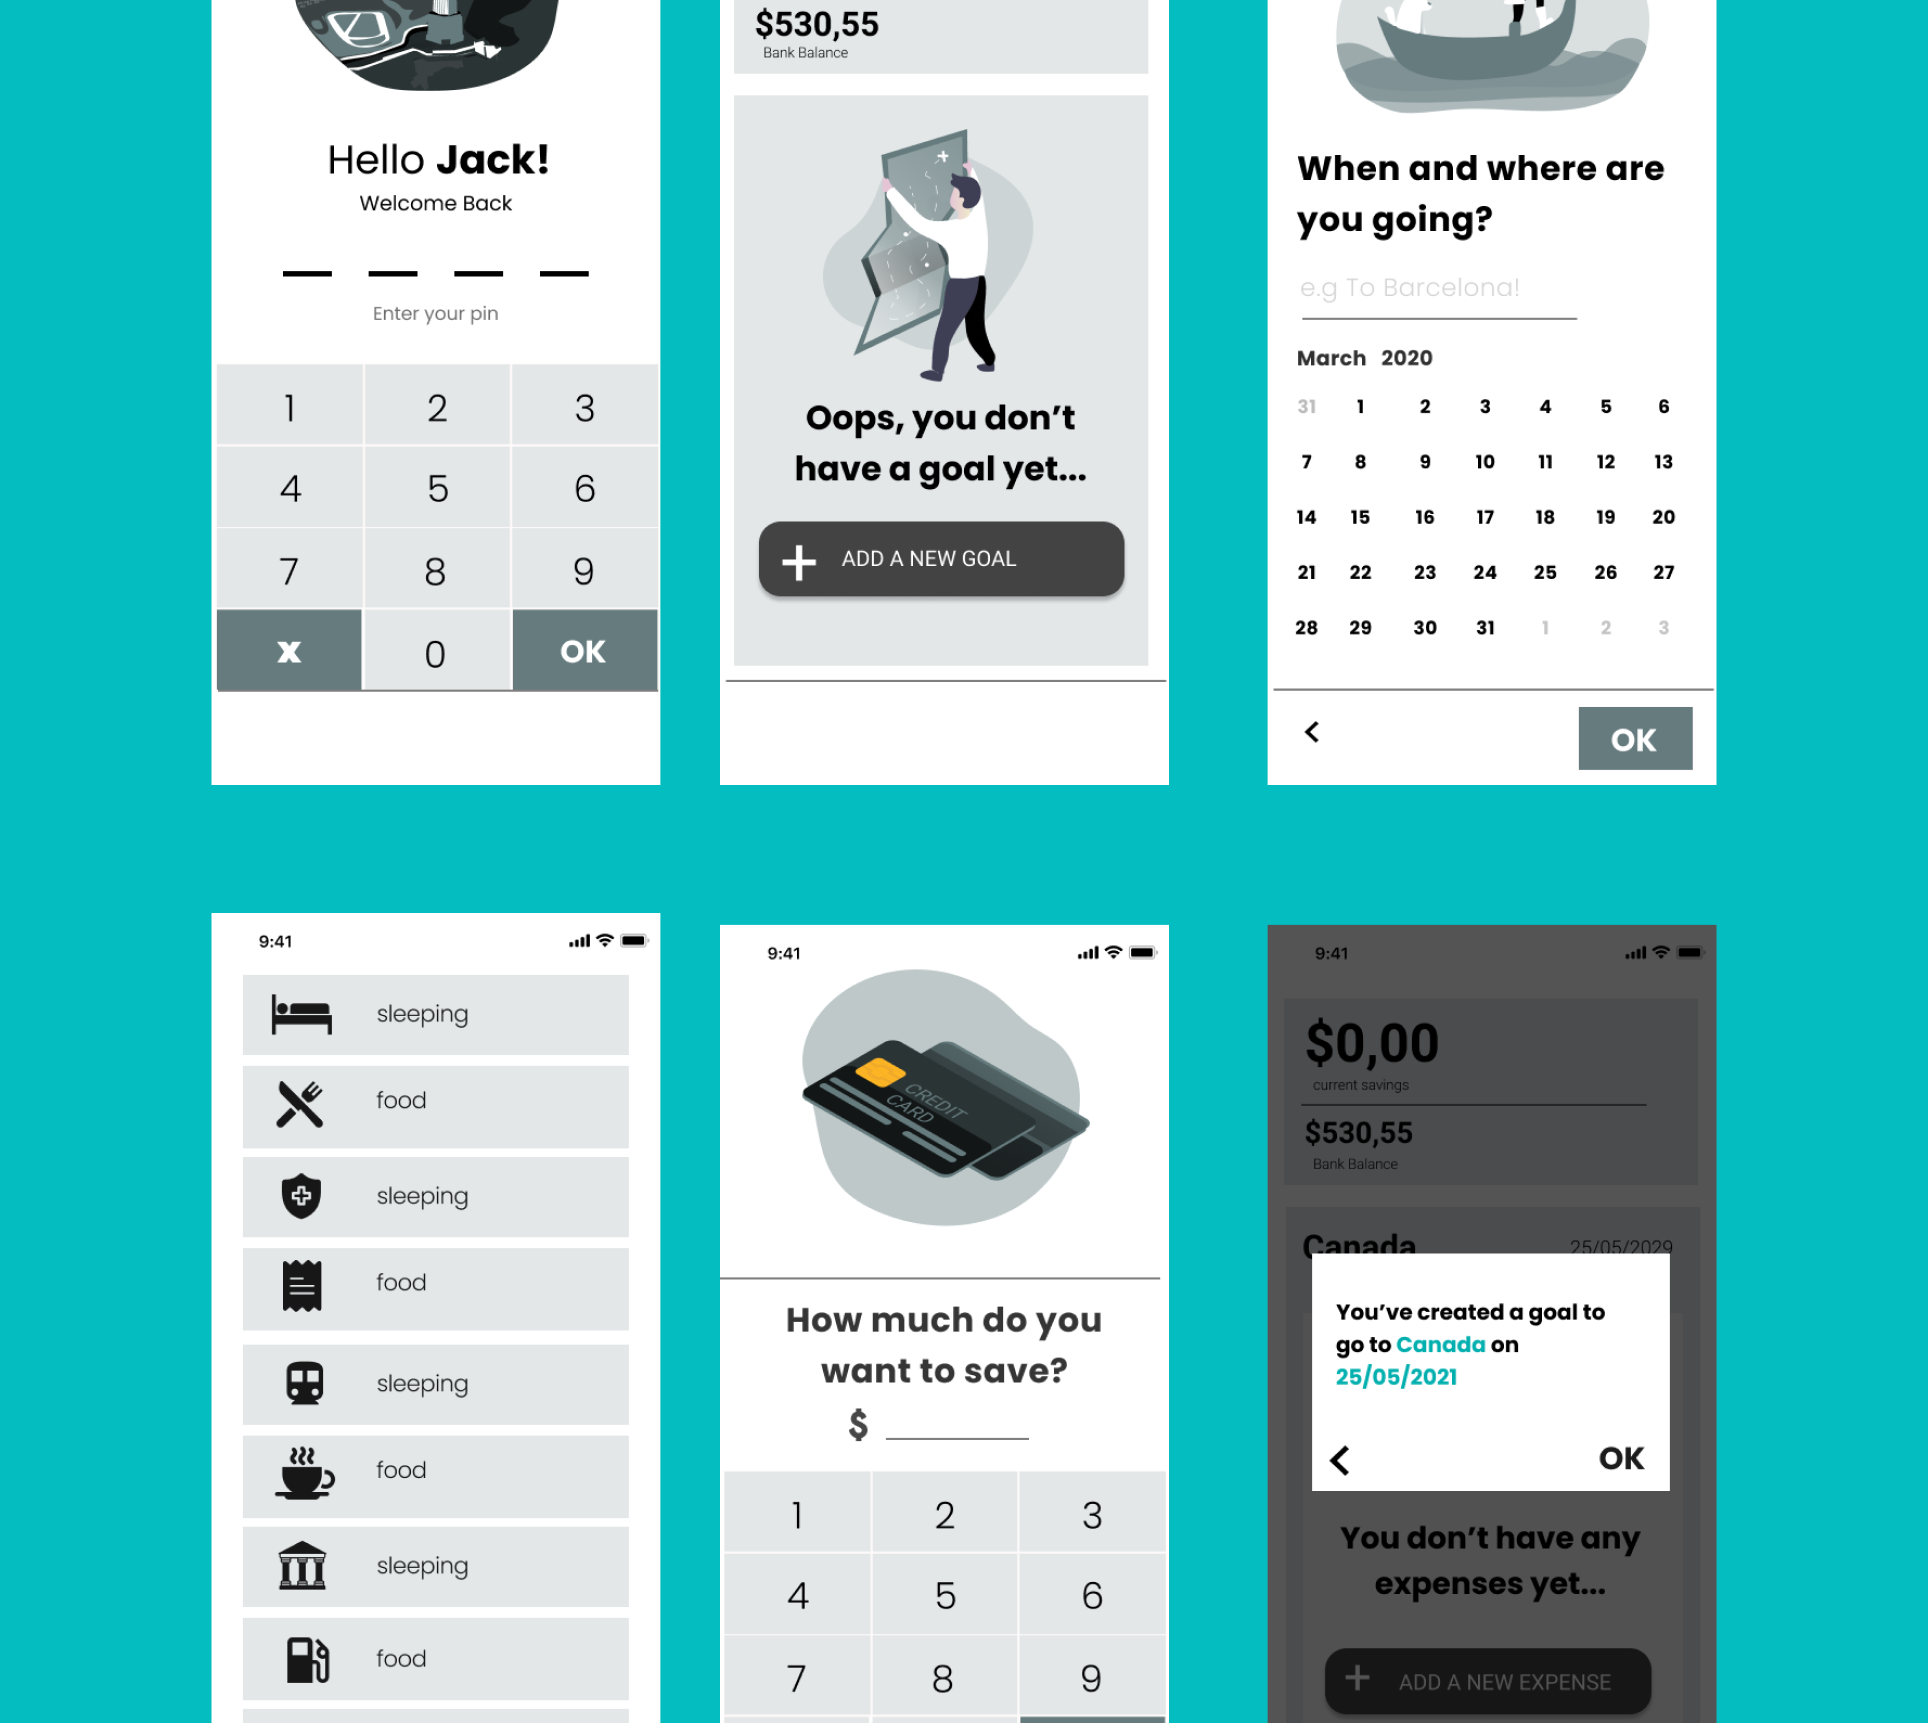 Hello Jack!
Welcome Back
Enter your pin
1 2 3
4 5 6
7 8 9
X 0 OK
$530,55
Bank Balance
Oops, you don't
have a goal yet...
ADD A NEW GOAL
When and where are
you going?
e.g To Barcelona!
March 2020
31 1 2 3 4 5 6
7 8 9 10 11 12 13
14 15 16 17 18 19 20
21 22 23 24 25 26 27
28 29 30 31 1 2 3
OK
9:41
sleeping
food
sleeping
food
sleeping
food
sleeping
food
9:41
CREDIT
CARD
How much do you
want to save?
$
1 2 3
4 5 6
7 8 9
9:41
$0,00
current savings
$530,55
Bank Balance
Canada 25/05/2029
You've created a goal to
go to Canada on
25/05/2021
OK
You don't have any
expenses yet...
ADD A NEW EXPENSE